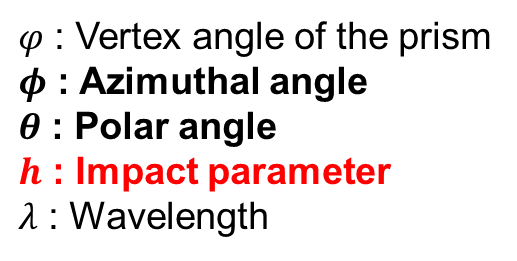 φ : Vertex angle of the prism
ϕ : Azimuthal angle
θ : Polar angle
h : Impact parameter
λ : Wavelength